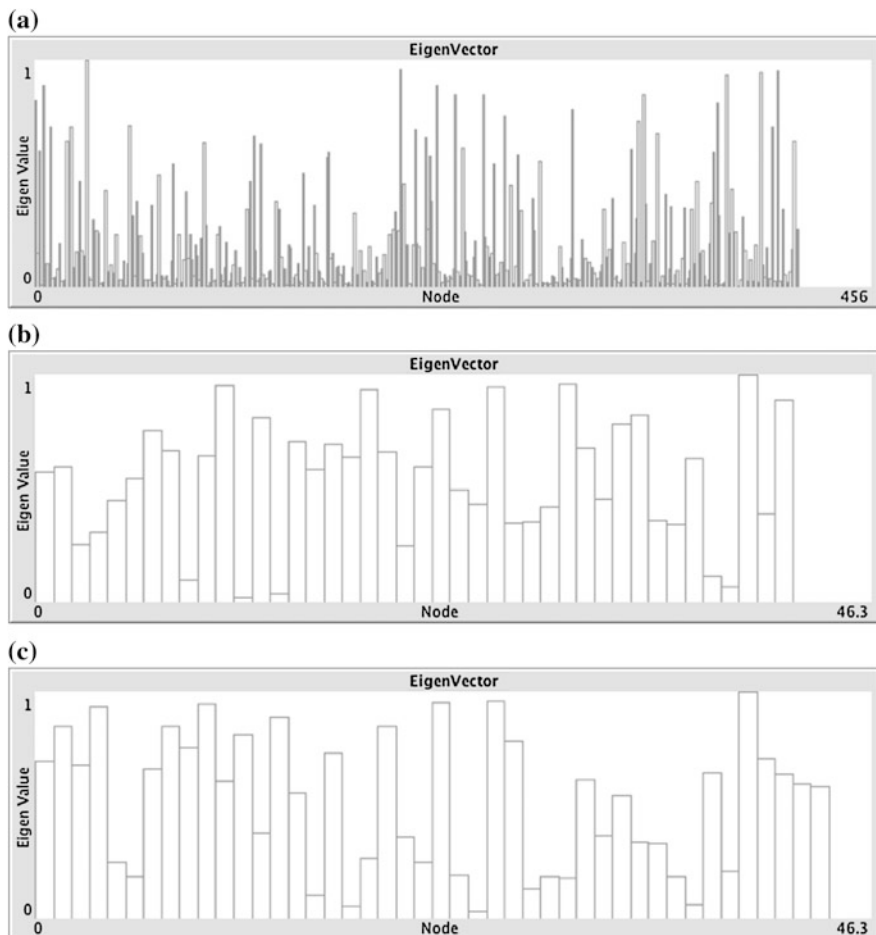 (a)
EigenVector
1
Eigen Value
0
0 Node 456
(b)
EigenVector
1
Eigen Value
0
0 Node 46.3
(c)
EigenVector
1
Eigen Value
0
0 Node 46.3